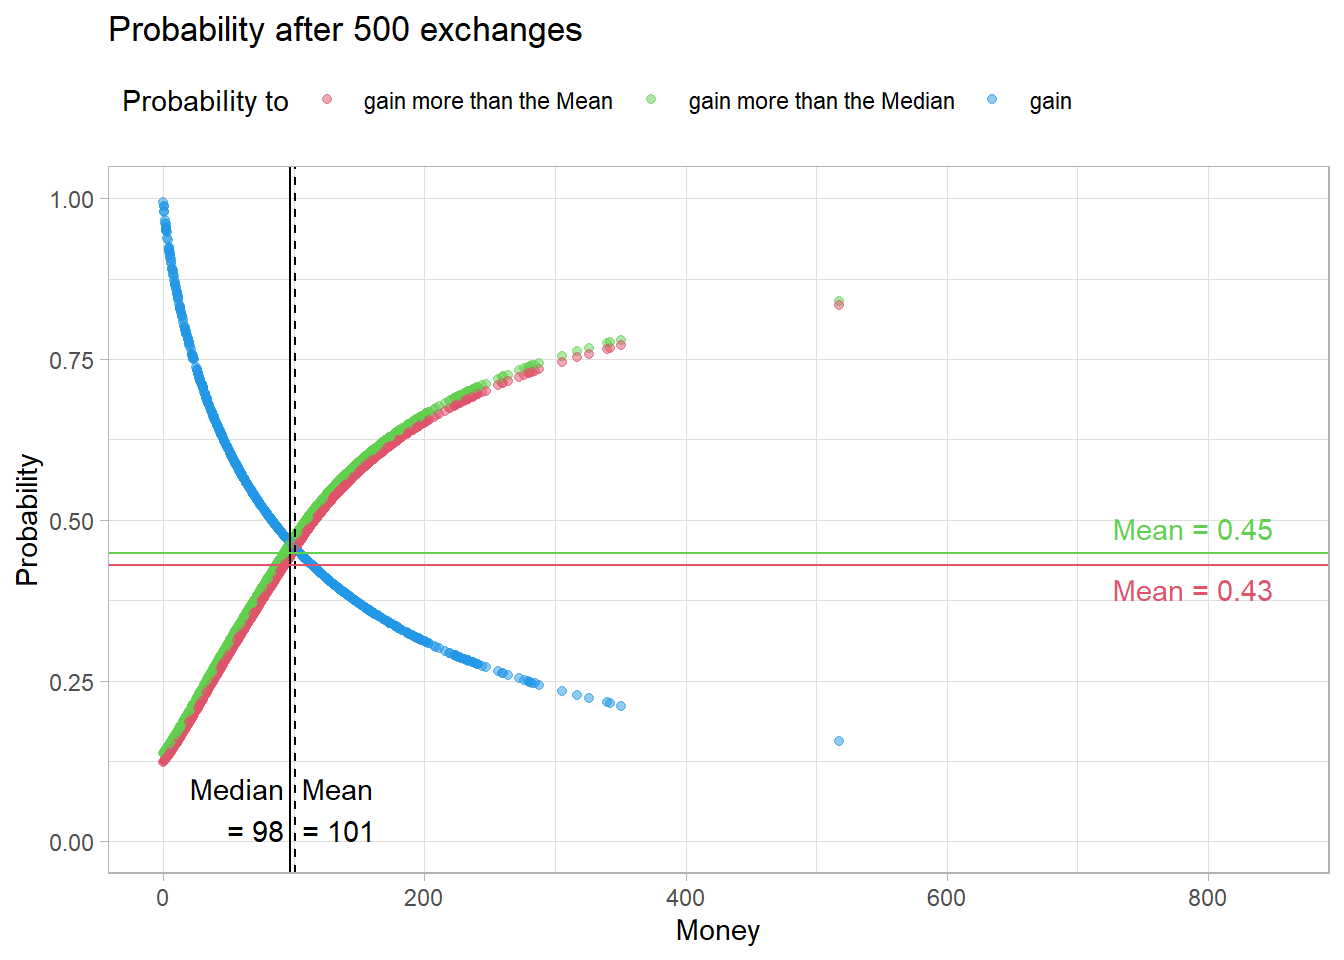 Probability after 500 exchanges
Probability to gain more than the Mean gain more than the Median gain
1.00
0.75
0.50
0.25
0.00
Probability
Mean = 0.45
Mean = 0.43
Median Mean
= 98 = 101
0 200 400 600 800
Money